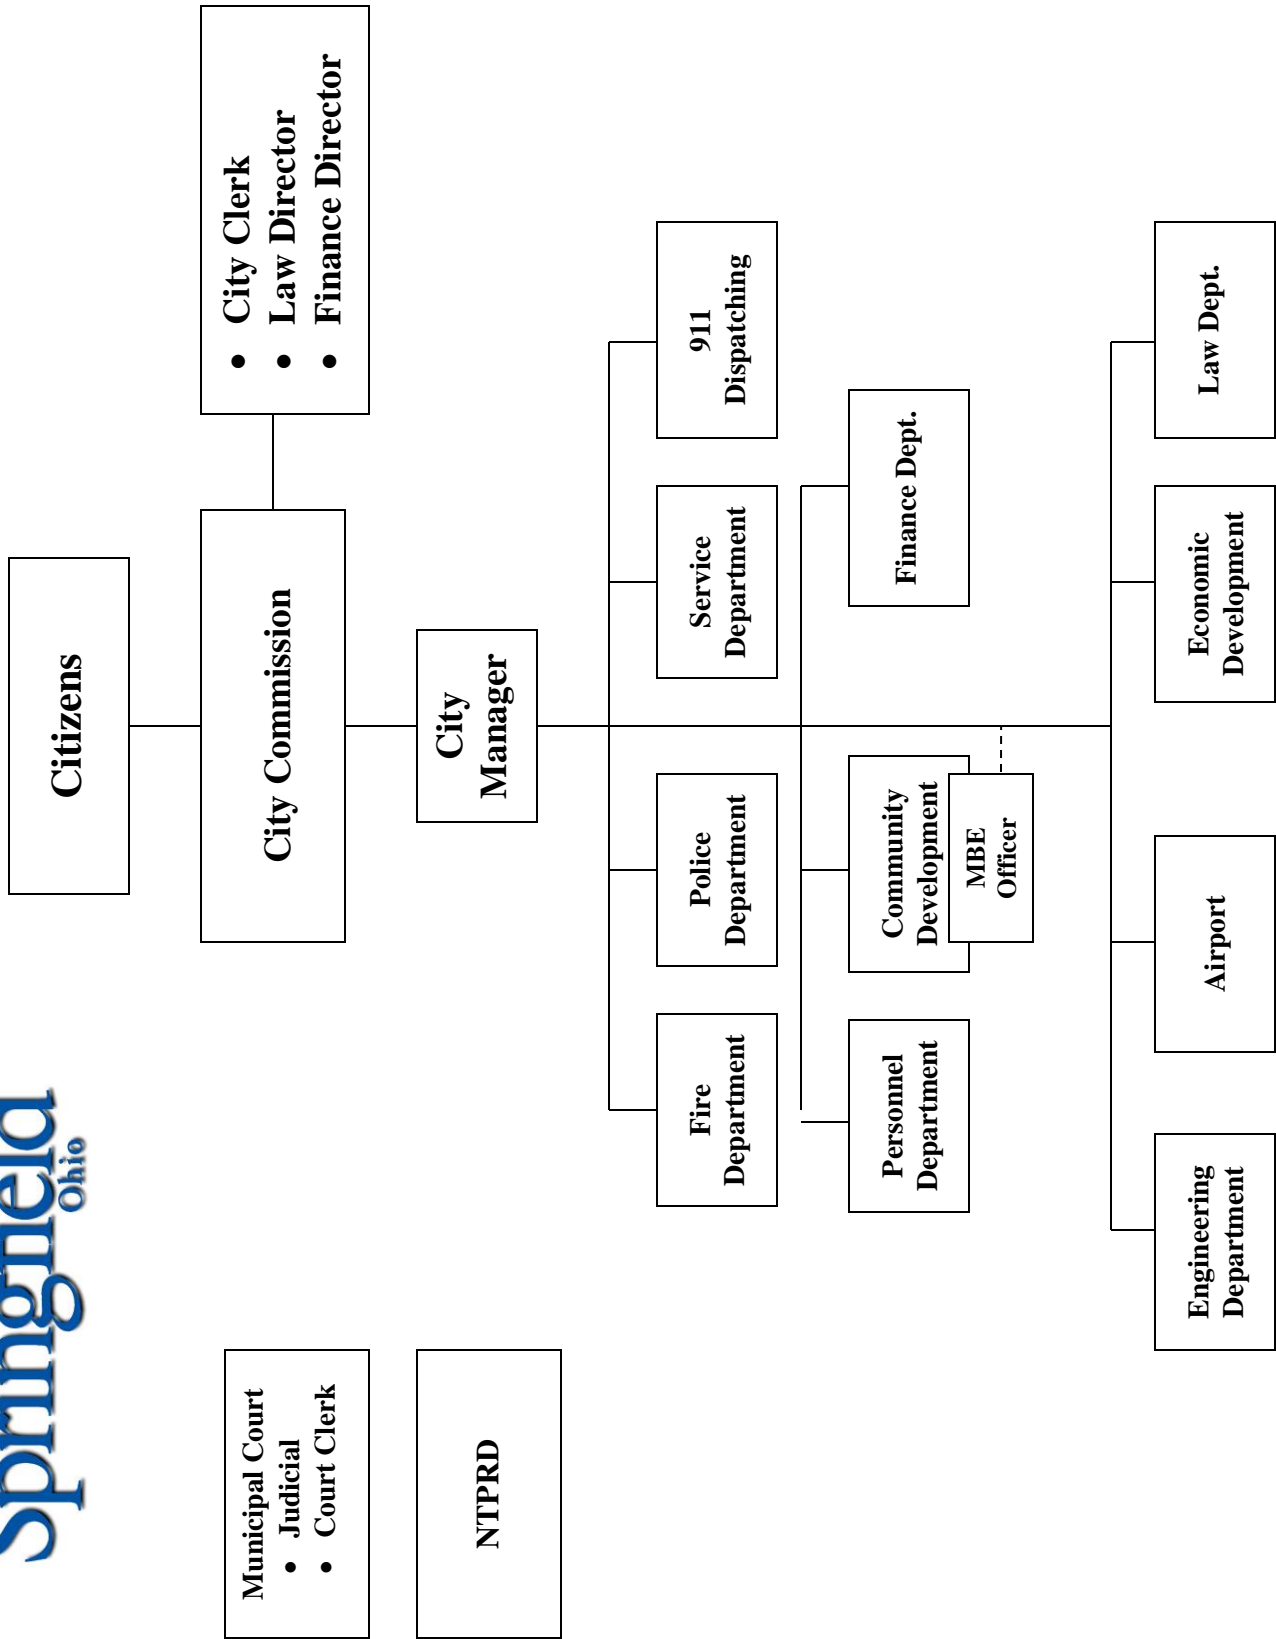 Springfield
Ohio
Citizens
City Commission
• City Clerk
• Law Director
• Finance Director
Municipal Court
• Judicial
• Court Clerk
City
Manager
NTPRD
Fire
Department
Police
Department
Service
Department
911
Dispatching
Personnel
Department
Community
Development
Finance Dept.
MBE
Officer
Engineering
Department
Airport
Economic
Development
Law Dept.